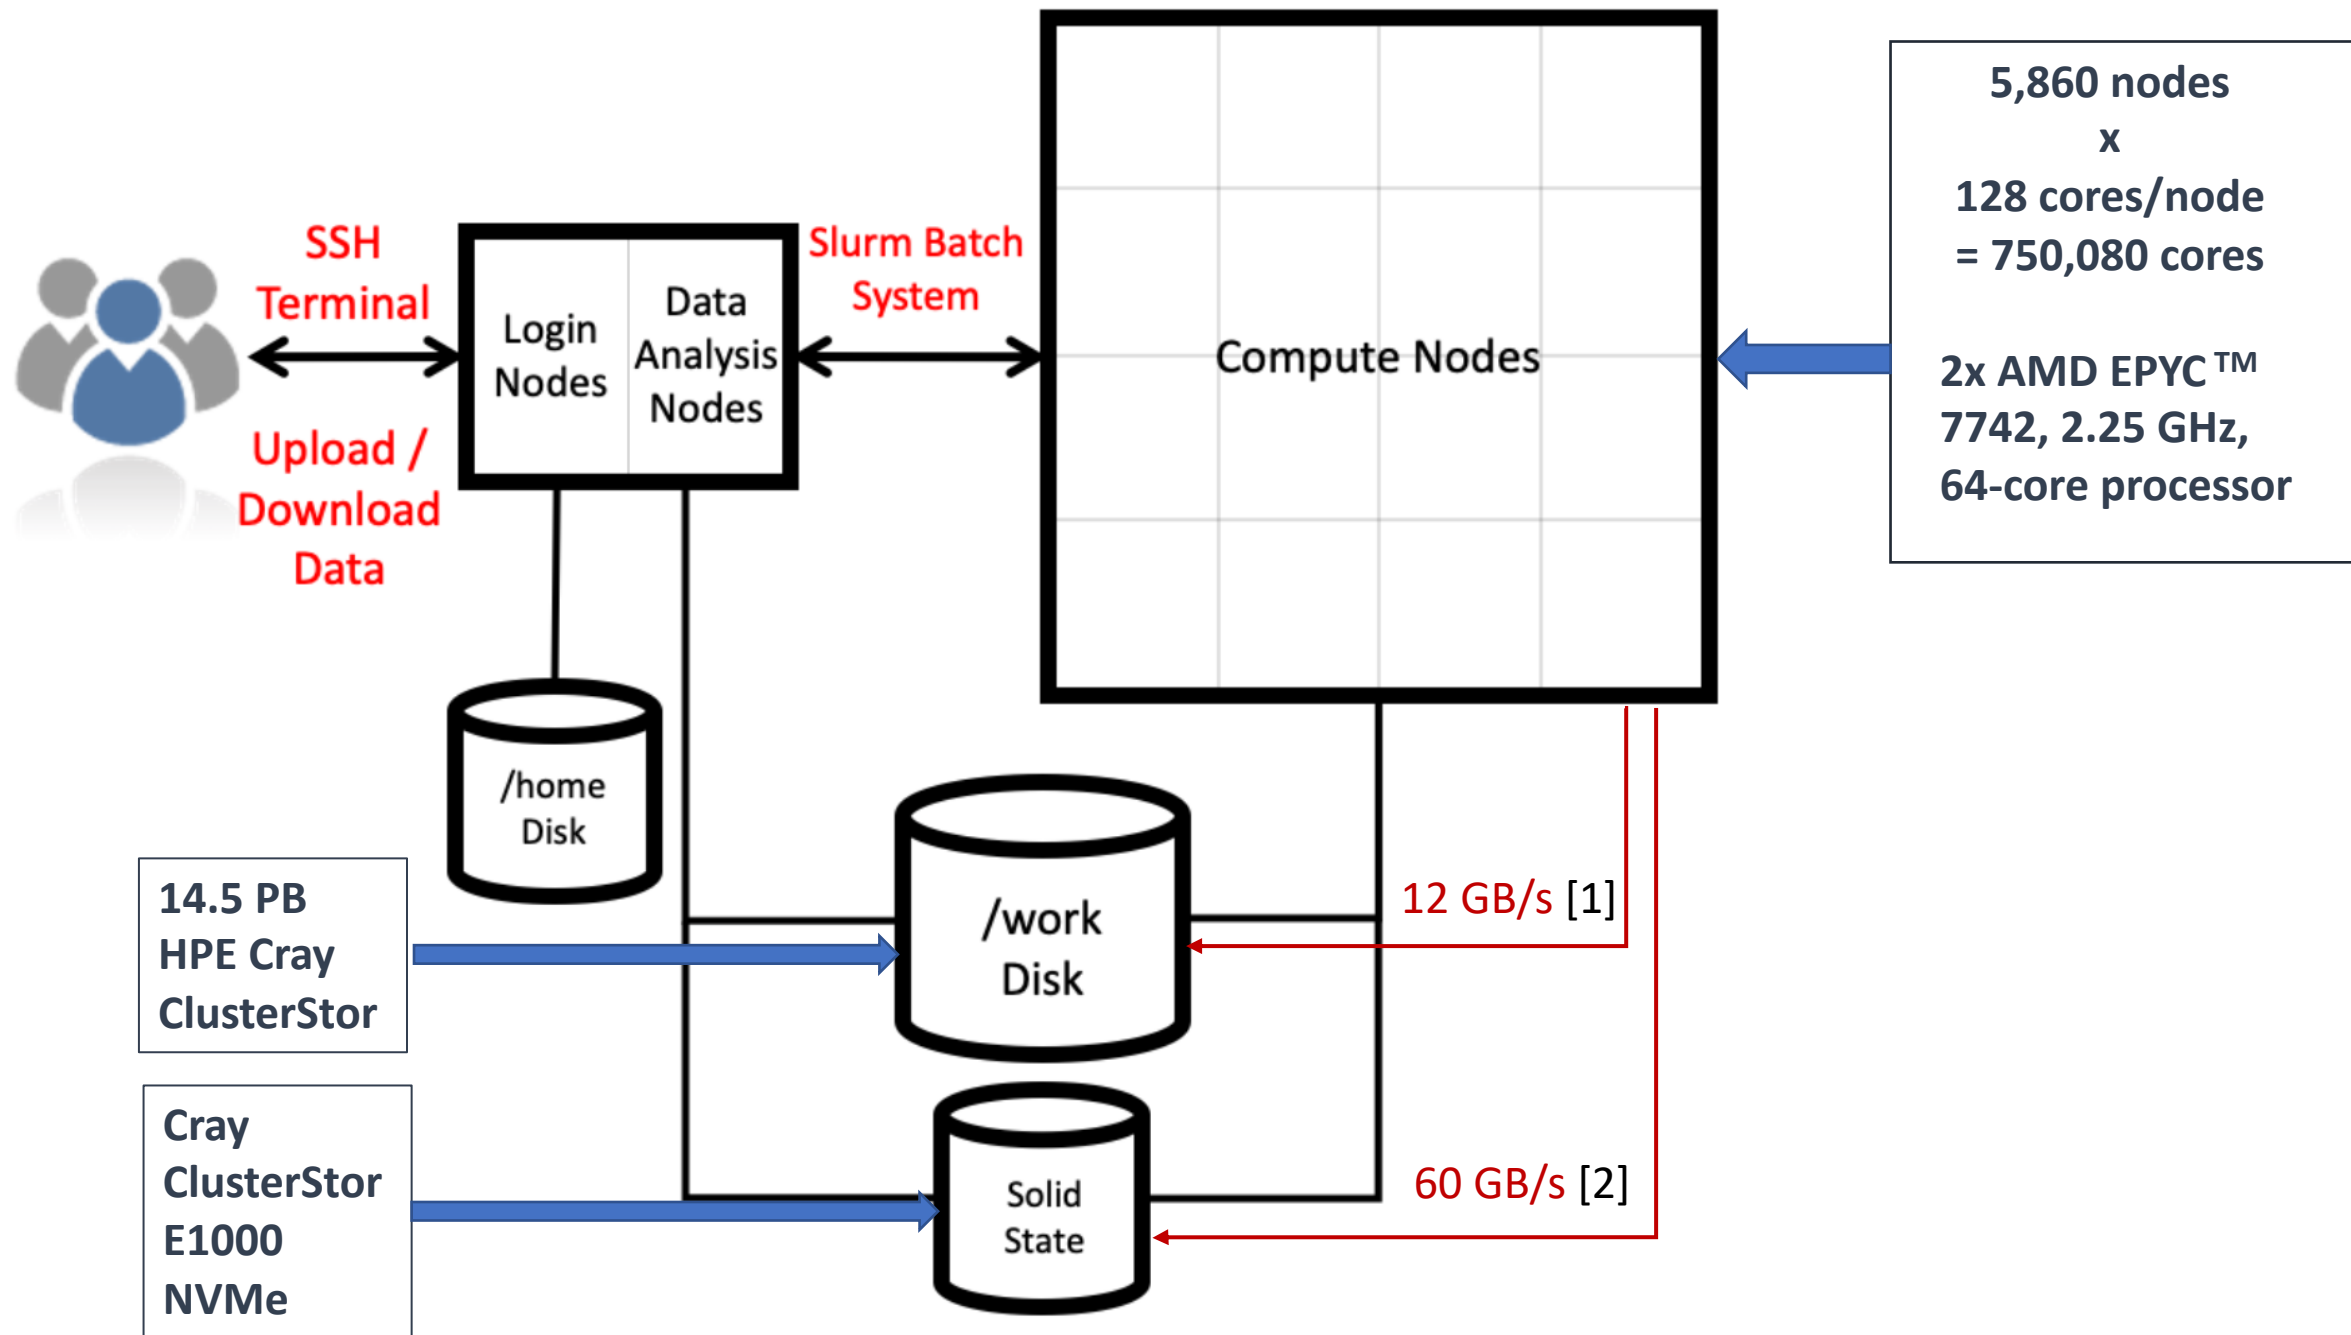 SSH
Terminal
Upload /
Download
Data
Login
Nodes
Data
Analysis
Nodes
Slurm Batch
System
Compute Nodes
5,860 nodes
x
128 cores/node
= 750,080 cores
2x AMD EPYC™
7742, 2.25 GHz,
64-core processor
/home
Disk
14.5 PB
HPE Cray
ClusterStor
/work
Disk
12 GB/s [1]
Cray
ClusterStor
E1000
NVMe
Solid
State
60 GB/s [2]